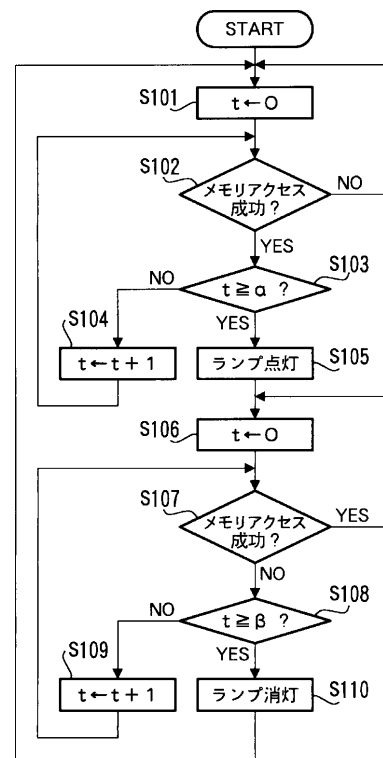 START
S101
t←0
S102
メモリアクセス
成功?
NO
YES
S103
NO
t≧α ?
S104
YES
t←t+1
ランプ点灯
S105
S106
t←0
S107
メモリアクセス
成功?
YES
NO
S108
NO
t≧β ?
S109
YES
t←t+1
ランプ消灯
S110